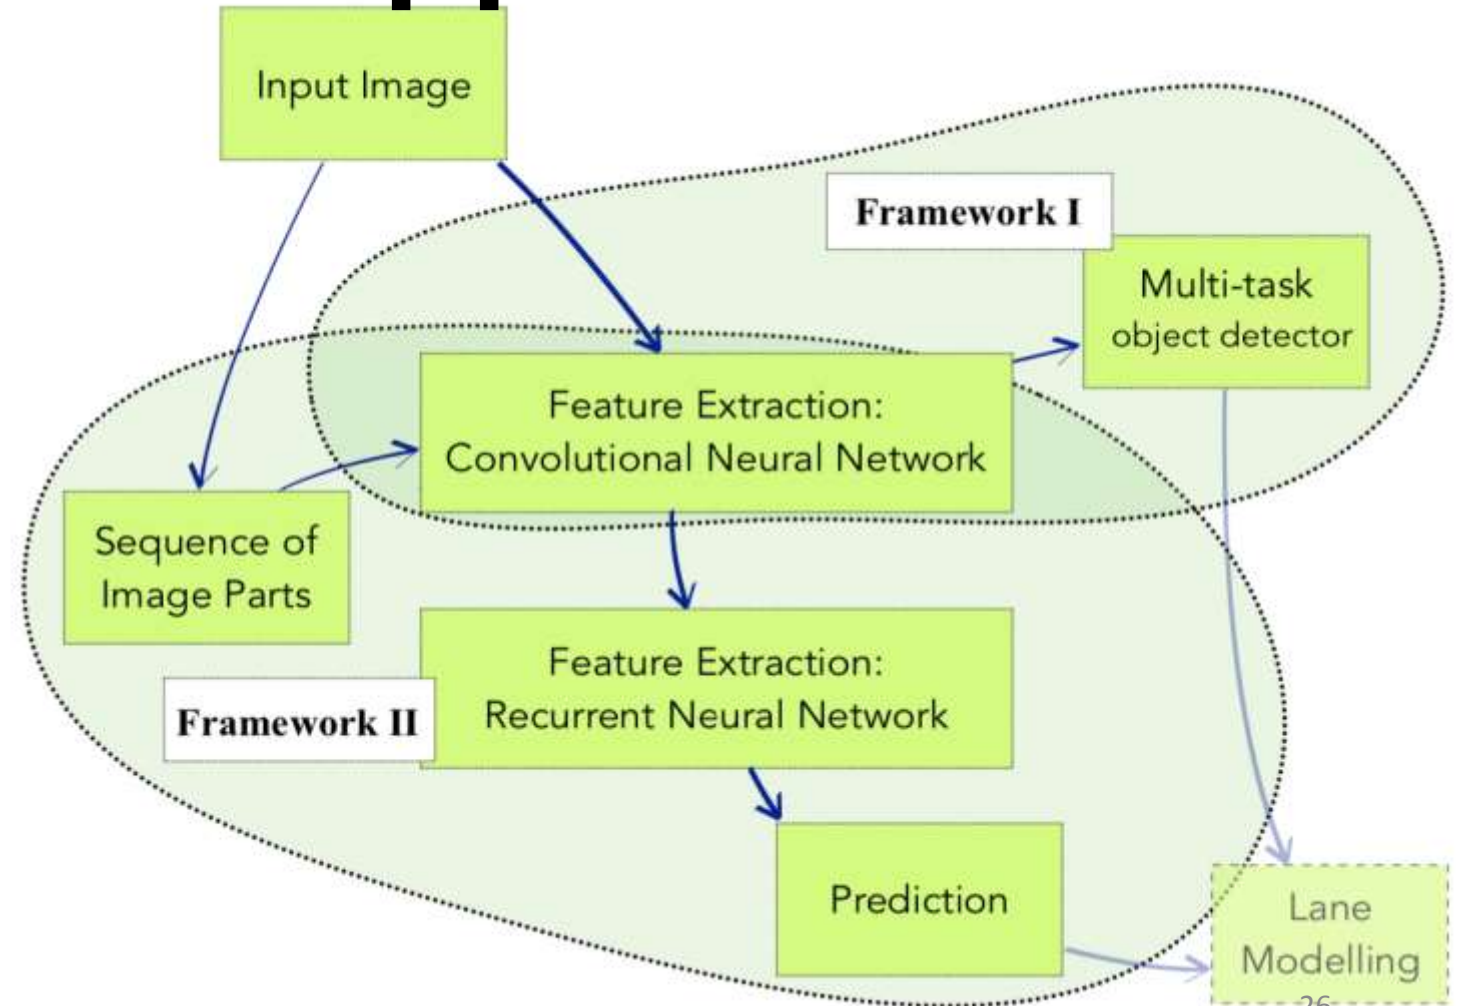 Input Image
Framework I
Multi-task
object detector
Feature Extraction:
Convolutional Neural Network
Sequence of
Image Parts
Feature Extraction:
Recurrent Neural Network
Framework II
Prediction
Lane
Modelling
26